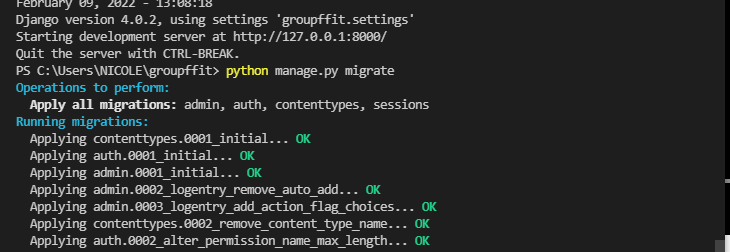 February 09, 2022 - 13:08:18
Django version 4.0.2, using settings 'groupffit.settings'
Starting development server at http://127.0.0.1:8000/
Quit the server with CTRL-BREAK.
PS C:\Users\NICOLE\groupffit> python manage.py migrate
Operations to perform:
  Apply all migrations: admin, auth, contenttypes, sessions
Running migrations:
  Applying contenttypes.0001_initial... OK
  Applying auth.0001_initial... OK
  Applying admin.0001_initial... OK
  Applying admin.0002_logentry_remove_auto_add... OK
  Applying admin.0003_logentry_add_action_flag_choices... OK
  Applying contenttypes.0002_remove_content_type_name... OK
  Applying auth.0002_alter_permission_name_max_length... OK